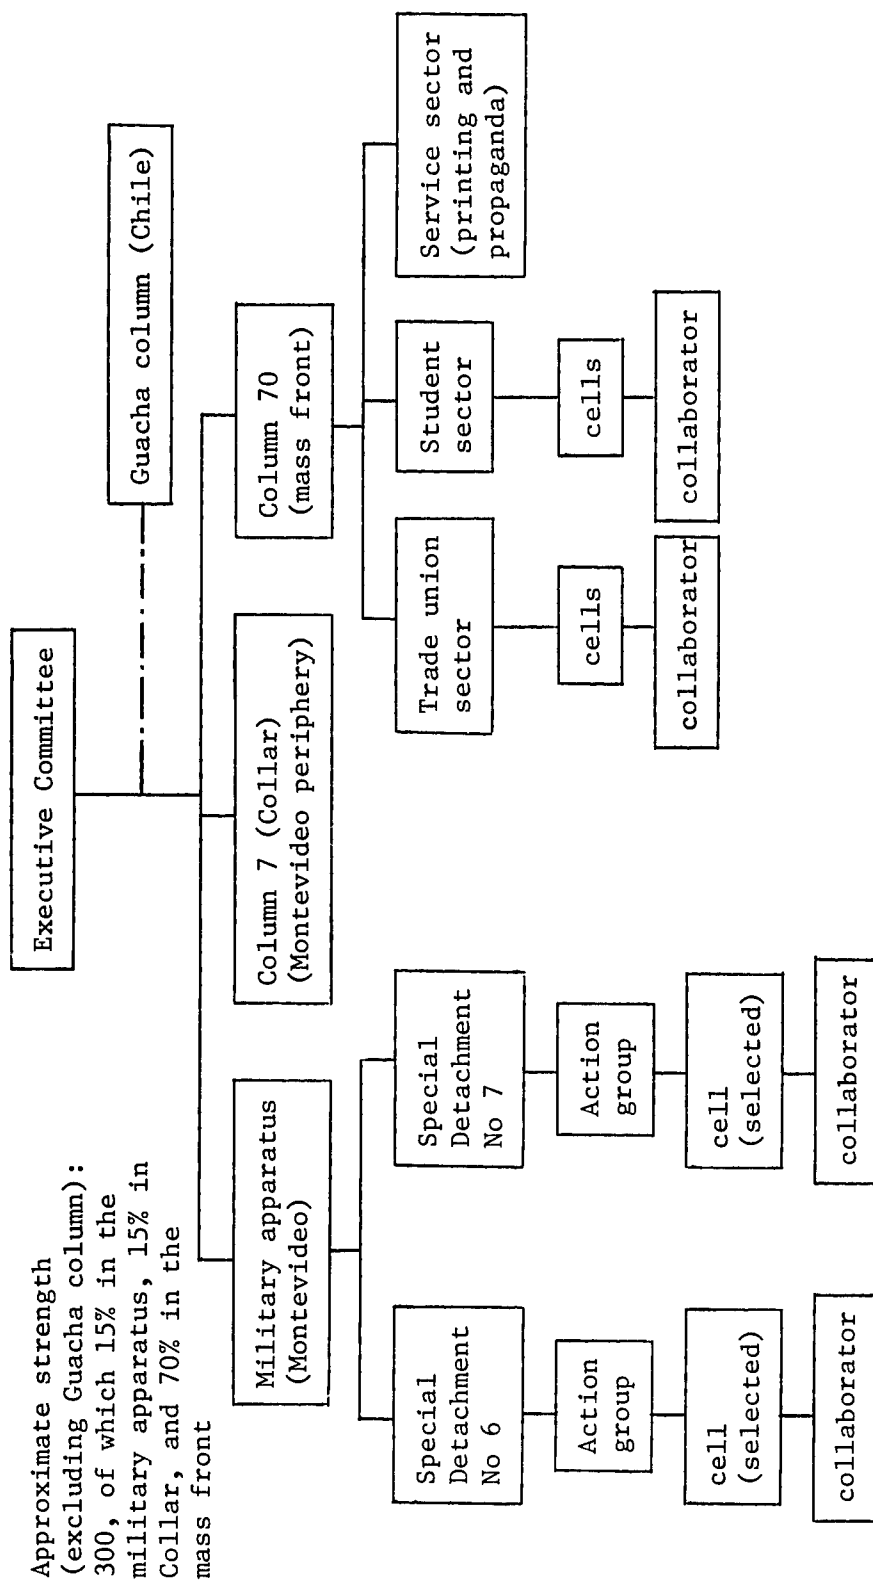 Approximate strength
(excluding Guacha column):
300, of which 15% in the
military apparatus, 15% in
Collar, and 70% in the
mass front
Executive Committee
Guacha column (Chile)
Military apparatus
(Montevideo)
Column 7 (Collar)
(Montevideo periphery)
Column 70
(mass front)
Special
Detachment
No 6
Special
Detachment
No 7
Trade union
sector
Student
sector
Service sector
(printing and
propaganda)
Action
group
Action
group
cells
cells
cell
(selected)
cell
(selected)
collaborator
collaborator
collaborator
collaborator